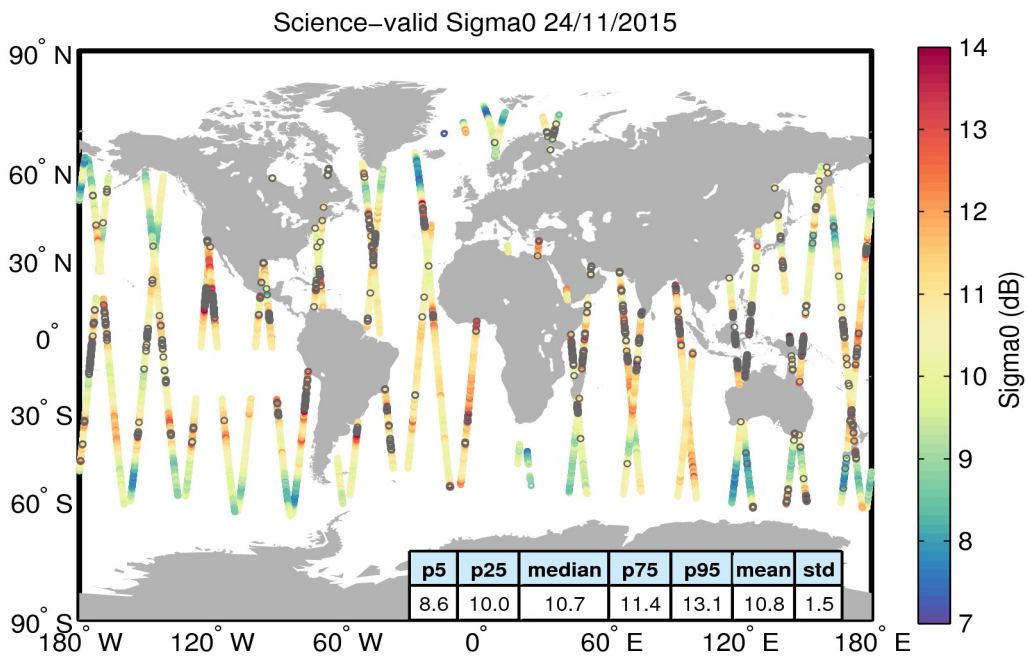 Science−valid Sigma0 24/11/2015
90° N
60° N
30° N
0°
30° S
60° S
90° S
180° W
120° W
60° W
0°
60° E
120° E
180° E
p5 p25 median p75 p95 mean std
8.6 10.0 10.7 11.4 13.1 10.8 1.5
14
13
12
11
10
9
8
7
Sigma0 (dB)